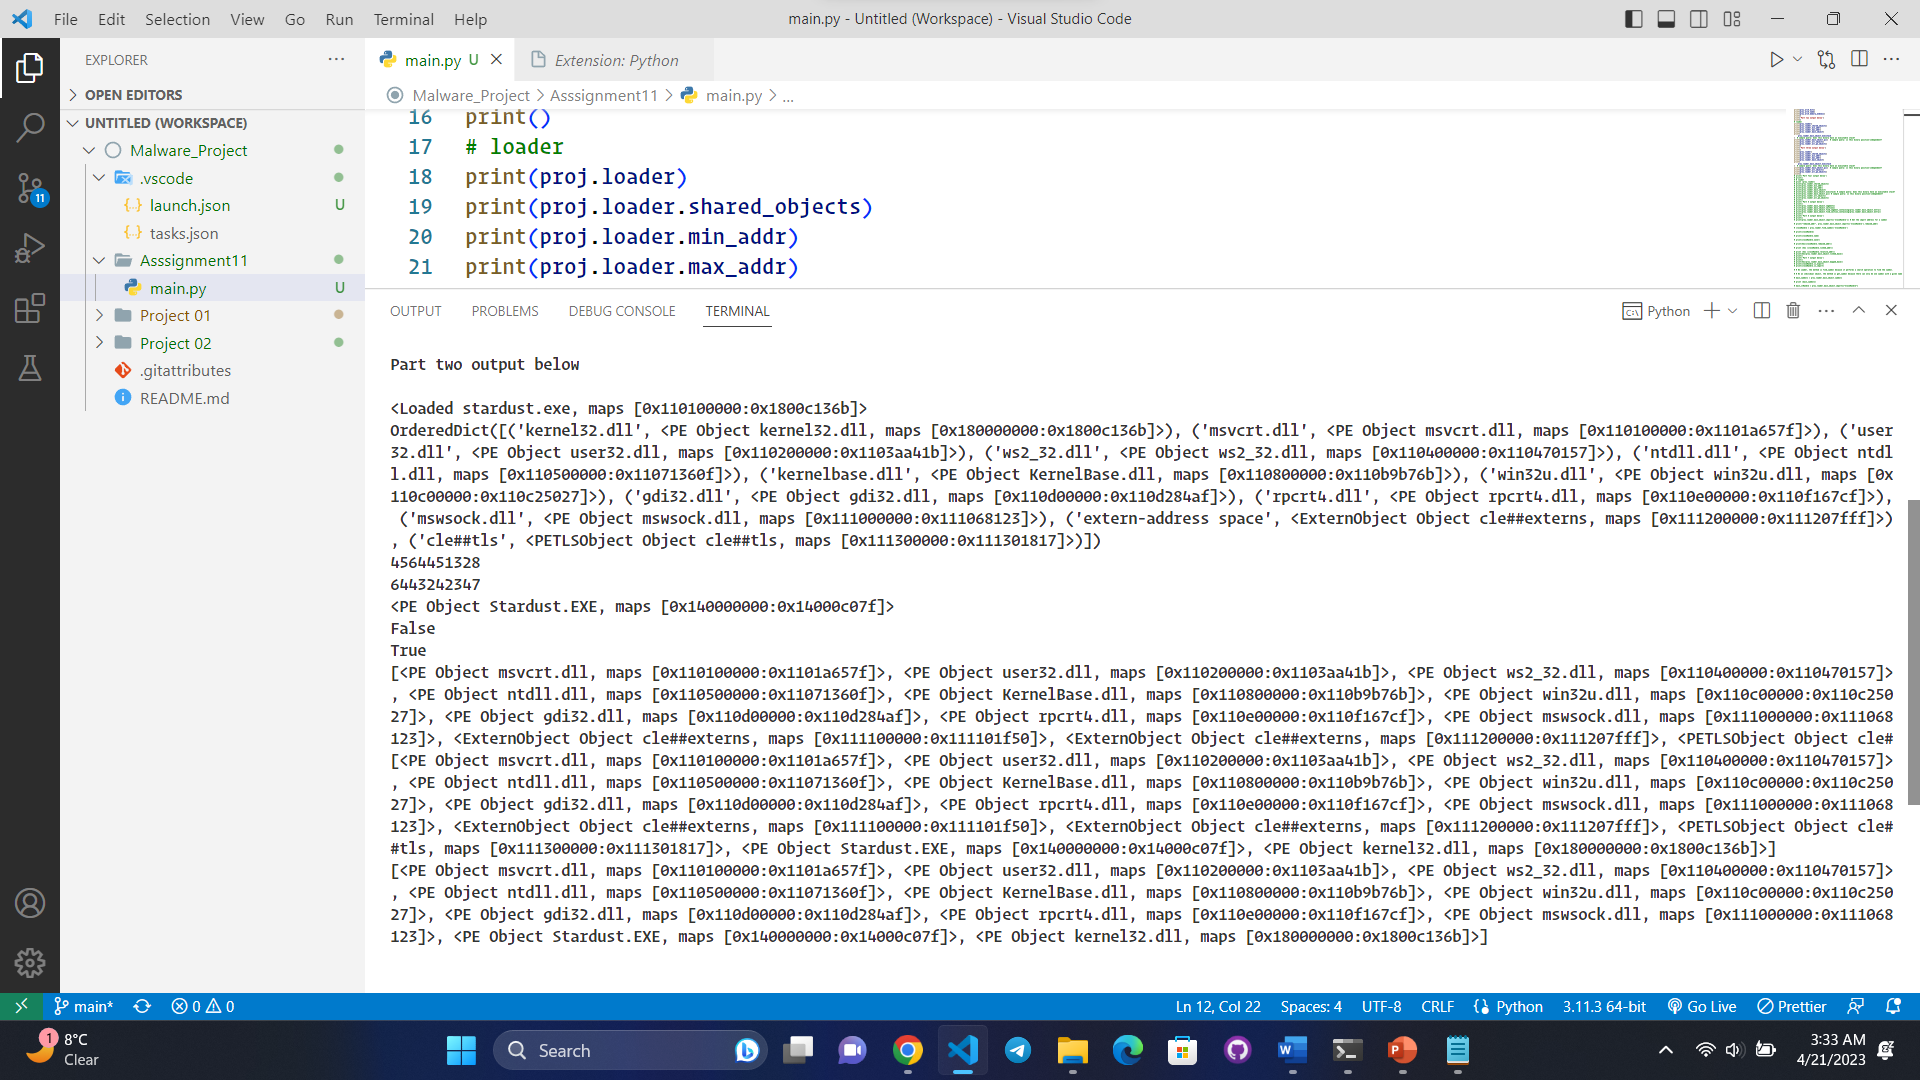 File Edit Selection View Go Run Terminal Help
main.py - Untitled (Workspace) - Visual Studio Code
EXPLORER
main.py U
Extension: Python
OPEN EDITORS
Malware_Project > Asssignment11 > main.py > ...
UNTITLED (WORKSPACE)
Malware_Project
.vscode
launch.json U
tasks.json
Asssignment11
main.py U
Project 01
Project 02
.gitattributes
README.md
11
16 print()
17 # loader
18 print(proj.loader)
19 print(proj.loader.shared_objects)
20 print(proj.loader.min_addr)
21 print(proj.loader.max_addr)
OUTPUT PROBLEMS DEBUG CONSOLE TERMINAL
Python
Part two output below
<Loaded stardust.exe, maps [0x110100000:0x1800c136b]>
OrderedDict([('kernel32.dll', <PE Object kernel32.dll, maps [0x180000000:0x1800c136b]>), ('msvcrt.dll', <PE Object msvcrt.dll, maps [0x110100000:0x1101a657f]>), ('user
32.dll', <PE Object user32.dll, maps [0x110200000:0x1103aa41b]>), ('ws2_32.dll', <PE Object ws2_32.dll, maps [0x110400000:0x110470157]>), ('ntdll.dll', <PE Object ntdl
l.dll, maps [0x110500000:0x11071360f]>), ('kernelbase.dll', <PE Object KernelBase.dll, maps [0x110800000:0x110b9b76b]>), ('win32u.dll', <PE Object win32u.dll, maps [0x
110c00000:0x110c25027]>), ('gdi32.dll', <PE Object gdi32.dll, maps [0x110d00000:0x110d284af]>), ('rpcrt4.dll', <PE Object rpcrt4.dll, maps [0x110e00000:0x110f167cf]>),
('mswsock.dll', <PE Object mswsock.dll, maps [0x111000000:0x111068123]>), ('extern-address space', <ExternObject Object cle##externs, maps [0x111200000:0x111207fff]>)
, ('cle##tls', <PETLSObject Object cle##tls, maps [0x111300000:0x111301817]>)])
4564451328
6443242347
<PE Object Stardust.EXE, maps [0x140000000:0x14000c07f]>
False
True
[<PE Object msvcrt.dll, maps [0x110100000:0x1101a657f]>, <PE Object user32.dll, maps [0x110200000:0x1103aa41b]>, <PE Object ws2_32.dll, maps [0x110400000:0x110470157]>
, <PE Object ntdll.dll, maps [0x110500000:0x11071360f]>, <PE Object KernelBase.dll, maps [0x110800000:0x110b9b76b]>, <PE Object win32u.dll, maps [0x110c00000:0x110c250
27]>, <PE Object gdi32.dll, maps [0x110d00000:0x110d284af]>, <PE Object rpcrt4.dll, maps [0x110e00000:0x110f167cf]>, <PE Object mswsock.dll, maps [0x111000000:0x111068
123]>, <ExternObject Object cle##externs, maps [0x111100000:0x111101f50]>, <ExternObject Object cle##externs, maps [0x111200000:0x111207fff]>, <PETLSObject Object cle#
[<PE Object msvcrt.dll, maps [0x110100000:0x1101a657f]>, <PE Object user32.dll, maps [0x110200000:0x1103aa41b]>, <PE Object ws2_32.dll, maps [0x110400000:0x110470157]>
, <PE Object ntdll.dll, maps [0x110500000:0x11071360f]>, <PE Object KernelBase.dll, maps [0x110800000:0x110b9b76b]>, <PE Object win32u.dll, maps [0x110c00000:0x110c250
27]>, <PE Object gdi32.dll, maps [0x110d00000:0x110d284af]>, <PE Object rpcrt4.dll, maps [0x110e00000:0x110f167cf]>, <PE Object mswsock.dll, maps [0x111000000:0x111068
123]>, <ExternObject Object cle##externs, maps [0x111100000:0x111101f50]>, <ExternObject Object cle##externs, maps [0x111200000:0x111207fff]>, <PETLSObject Object cle#
#tls, maps [0x111300000:0x111301817]>, <PE Object Stardust.EXE, maps [0x140000000:0x14000c07f]>, <PE Object kernel32.dll, maps [0x180000000:0x1800c136b]>]
[<PE Object msvcrt.dll, maps [0x110100000:0x1101a657f]>, <PE Object user32.dll, maps [0x110200000:0x1103aa41b]>, <PE Object ws2_32.dll, maps [0x110400000:0x110470157]>
, <PE Object ntdll.dll, maps [0x110500000:0x11071360f]>, <PE Object KernelBase.dll, maps [0x110800000:0x110b9b76b]>, <PE Object win32u.dll, maps [0x110c00000:0x110c250
27]>, <PE Object gdi32.dll, maps [0x110d00000:0x110d284af]>, <PE Object rpcrt4.dll, maps [0x110e00000:0x110f167cf]>, <PE Object mswsock.dll, maps [0x111000000:0x111068
123]>, <PE Object Stardust.EXE, maps [0x140000000:0x14000c07f]>, <PE Object kernel32.dll, maps [0x180000000:0x1800c136b]>]
main* 0 0 Ln 12, Col 22 Spaces: 4 UTF-8 CRLF Python 3.11.3 64-bit Go Live Prettier
1
8°C
Clear
Search
3:33 AM
4/21/2023